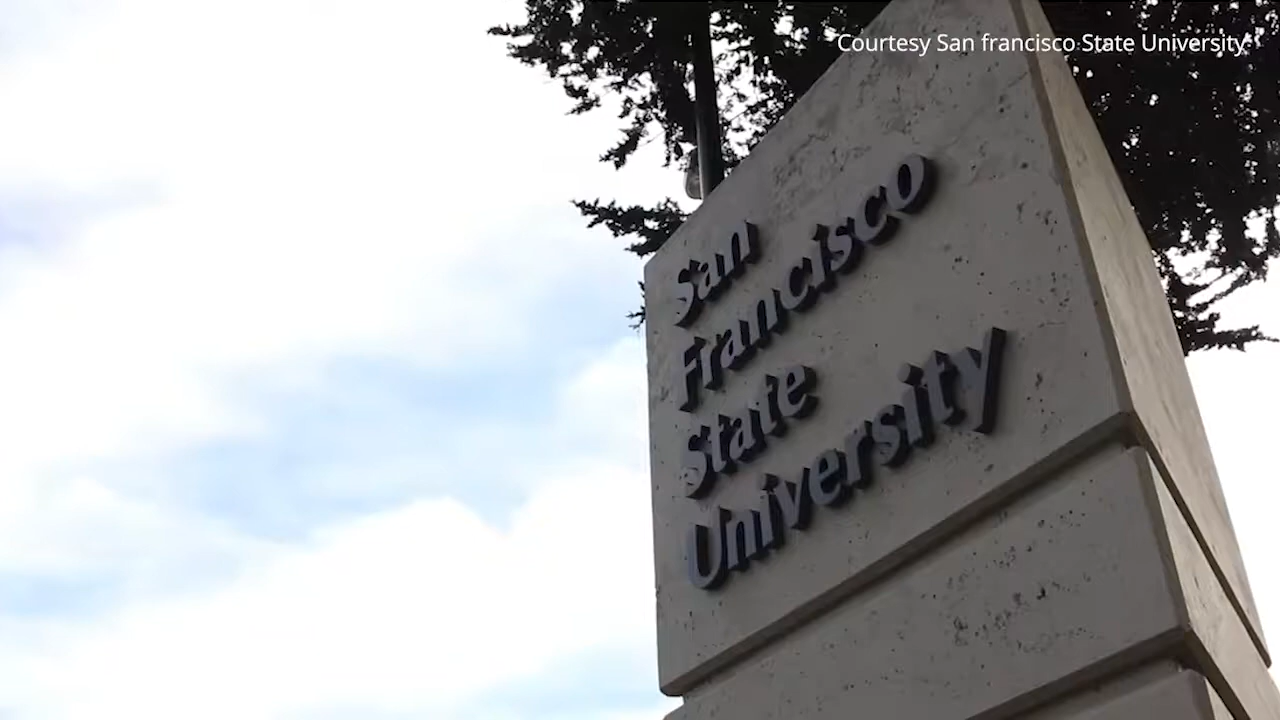 Courtesy San francisco State University
San
Francisco
State
University